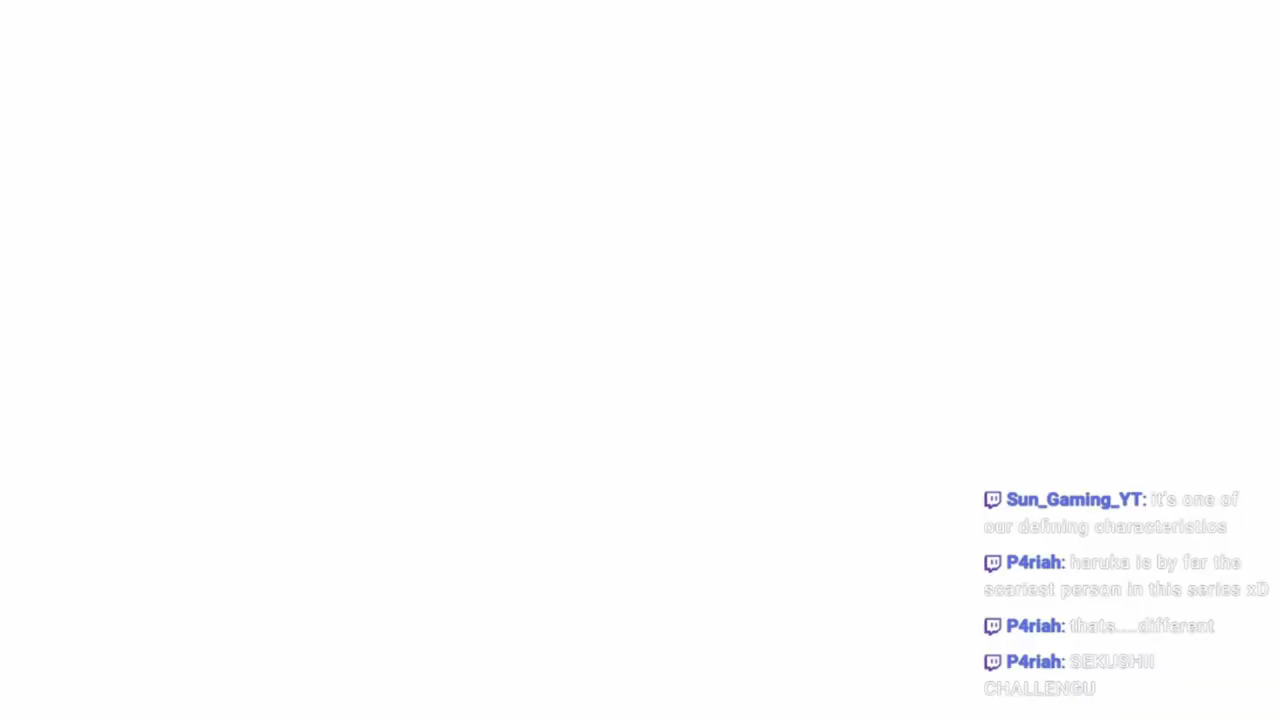 Sun_Gaming_YT: it's one of
our defining characteristics
P4riah: haruka is by far the
scariest person in this series xD
P4riah: thats....different
P4riah: SEKUSHII
CHALLENGU